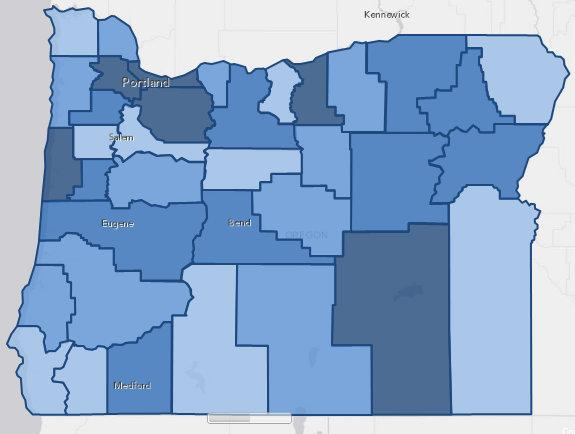 Kennewick
Portland
Salem
Eugene
Bend
OREGON
Medford